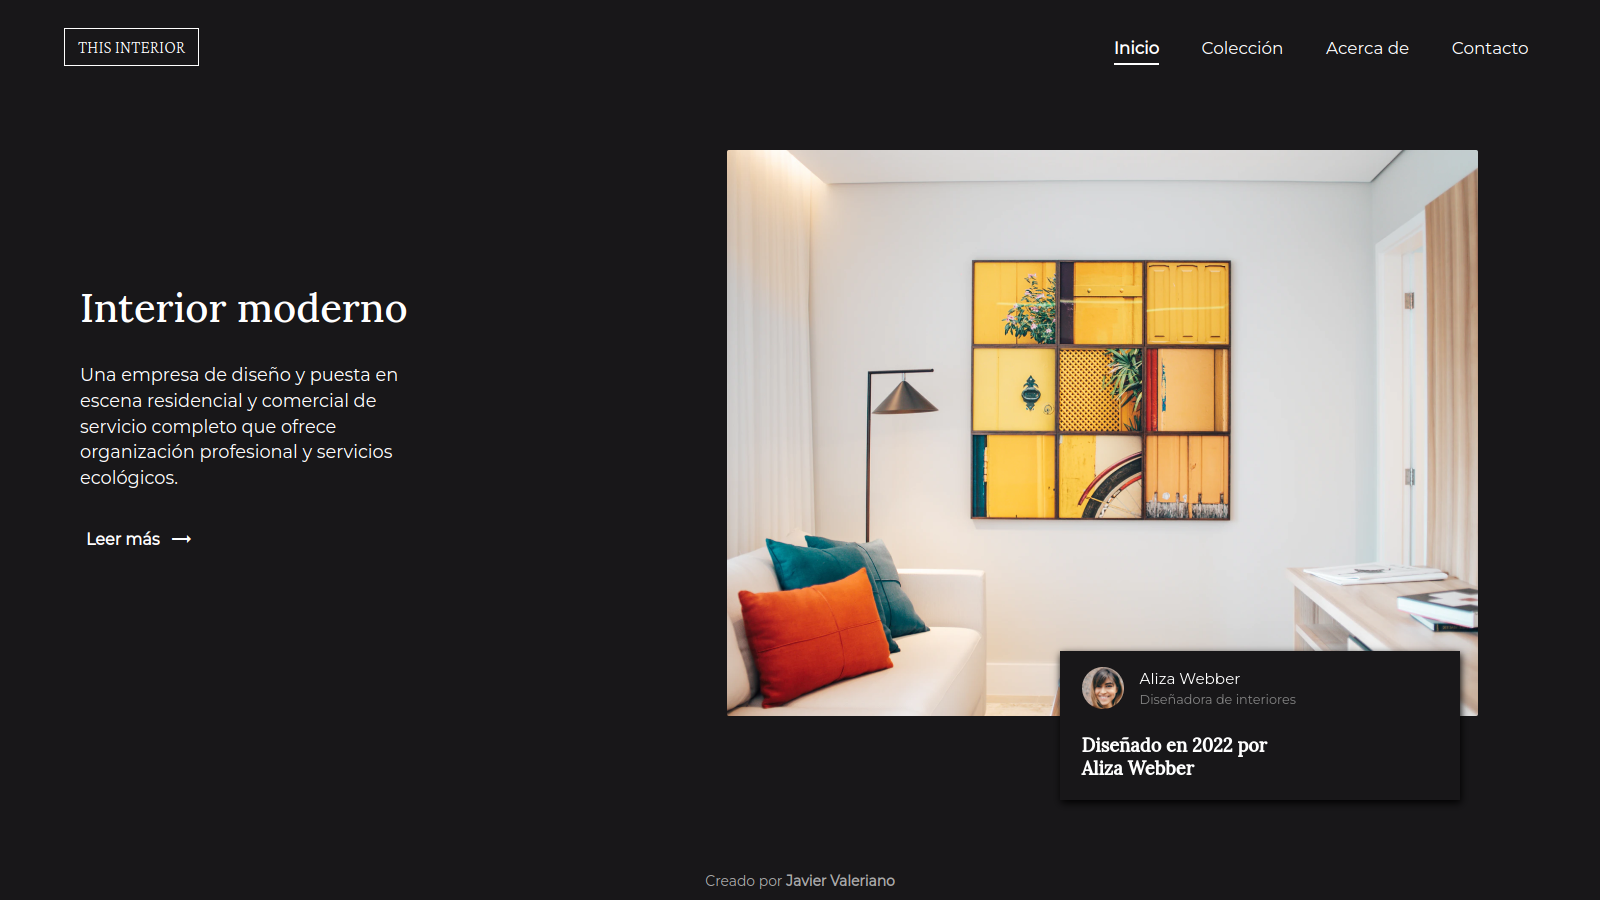 THIS INTERIOR
Inicio
Colección
Acerca de
Contacto
Interior moderno
Una empresa de diseño y puesta en
escena residencial y comercial de
servicio completo que ofrece
organización profesional y servicios
ecológicos.
Leer más
Aliza Webber
Diseñadora de interiores
Diseñado en 2022 por
Aliza Webber
Creado por Javier Valeriano